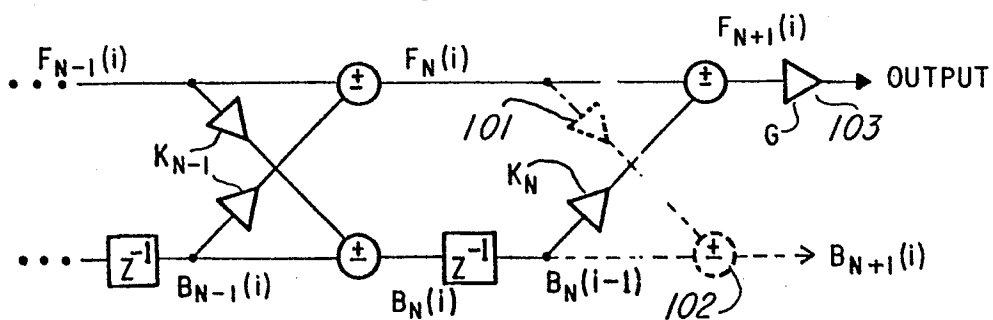 F_{N-1}(i)
F_N(i)
F_{N+1}(i)
±
±
OUTPUT
101
G
103
K_{N-1}
K_N
Z^{-1}
±
Z^{-1}
±
B_{N+1}(i)
B_{N-1}(i)
B_N(i)
B_N(i-1)
102